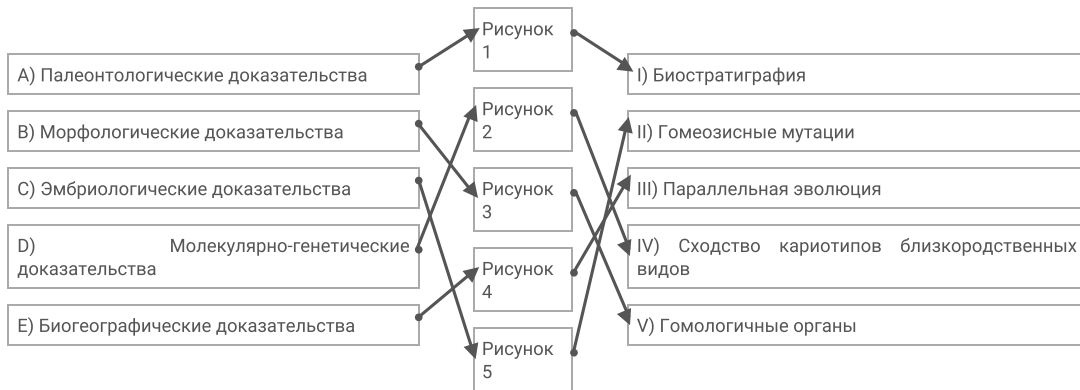 A) Палеонтологические доказательства
B) Морфологические доказательства
C) Эмбриологические доказательства
D) Молекулярно-генетические
доказательства
E) Биогеографические доказательства
Рисунок
1
Рисунок
2
Рисунок
3
Рисунок
4
Рисунок
5
I) Биостратиграфия
II) Гомеозисные мутации
III) Параллельная эволюция
IV) Сходство кариотипов близкородственных
видов
V) Гомологичные органы